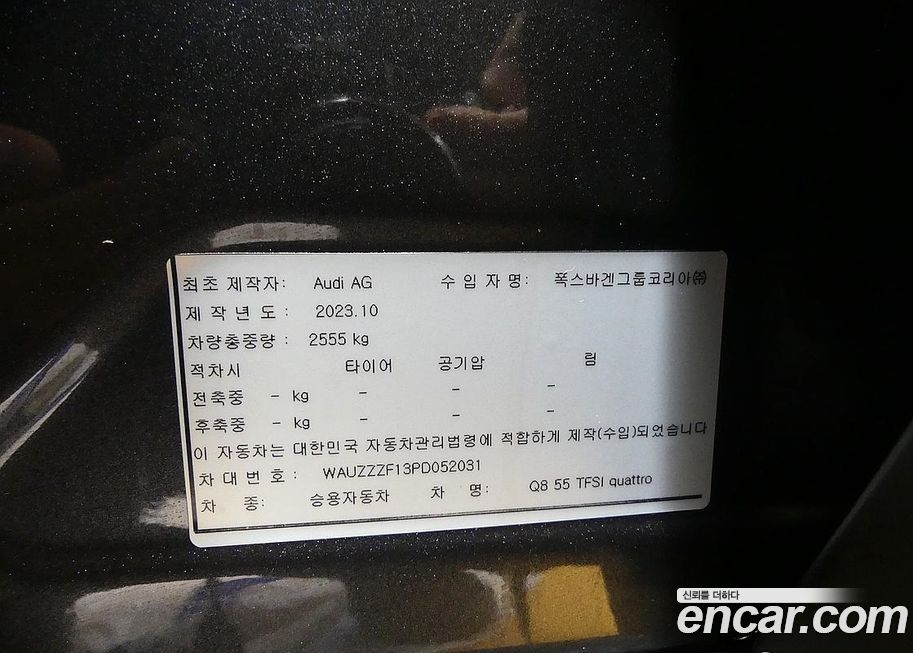 최초 제작자: Audi AG 수 입 자 명: 폭스바겐그룹코리아㈜
제 작 년 도 : 2023.10
차량총중량 : 2555 kg
적차시 타이어 공기압 림
전축중 - kg - - -
후축중 - kg - - -
이 자동차는 대한민국 자동차관리법령에 적합하게 제작(수입)되었습니다
차 대 번 호 : WAUZZZF13PD052031
차 종: 승용자동차 차 명: Q8 55 TFSI quattro
신뢰를 더하다
encar.com